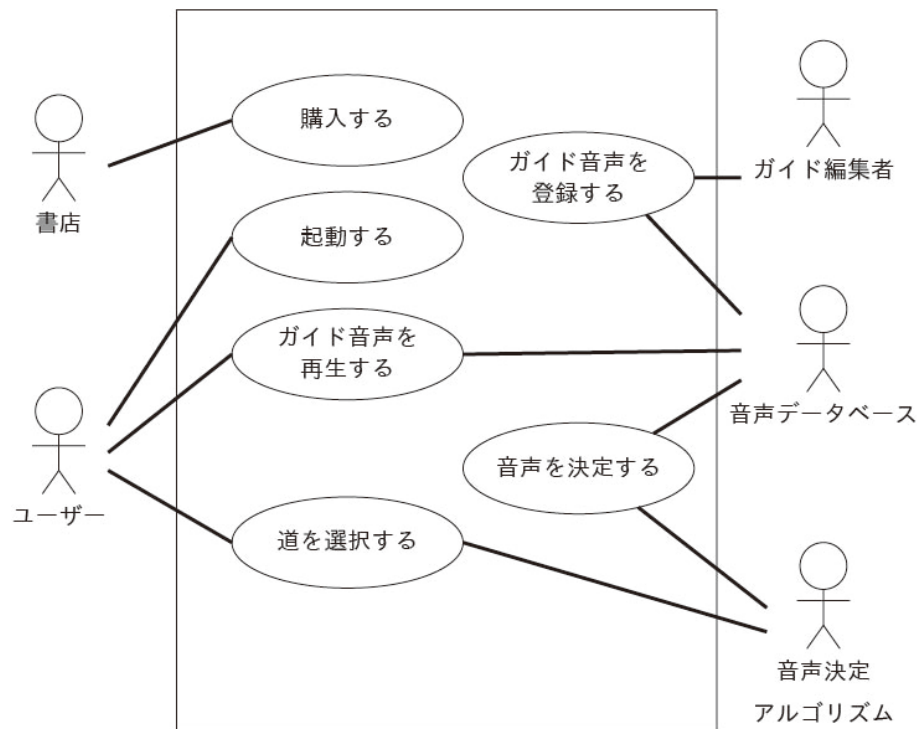 購入する
書店
起動する
ガイド音声を
再生する
ユーザー
道を選択する
ガイド音声を
登録する
ガイド編集者
音声データベース
音声を決定する
音声決定
アルゴリズム